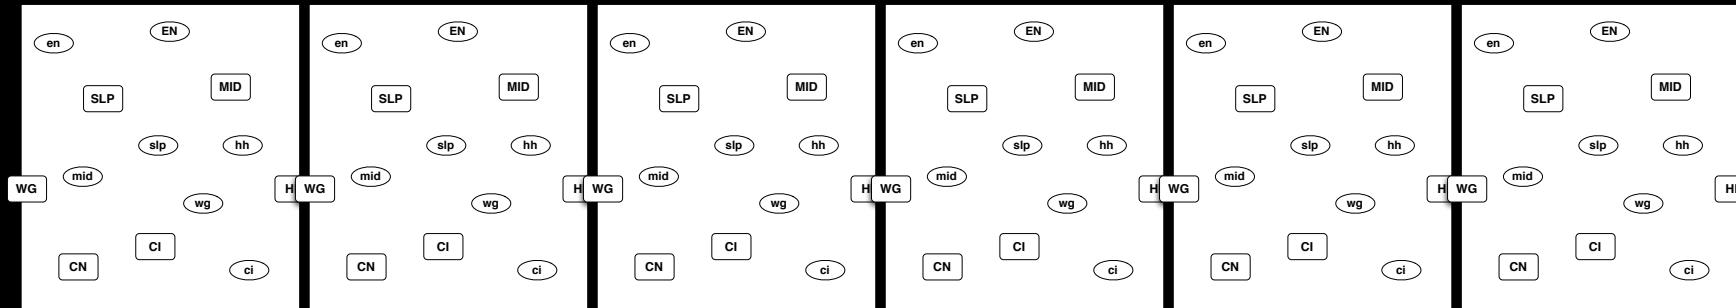 en EN en EN en EN en EN en EN en EN
SLP MID SLP MID SLP MID SLP MID SLP MID SLP MID
slp hh slp hh slp hh slp hh slp hh slp hh
mid mid mid mid mid mid
WG H WG H WG H WG H WG H WG
wg wg wg wg wg wg
CI CI CI CI CI CI
CN ci CN ci CN ci CN ci CN ci CN ci